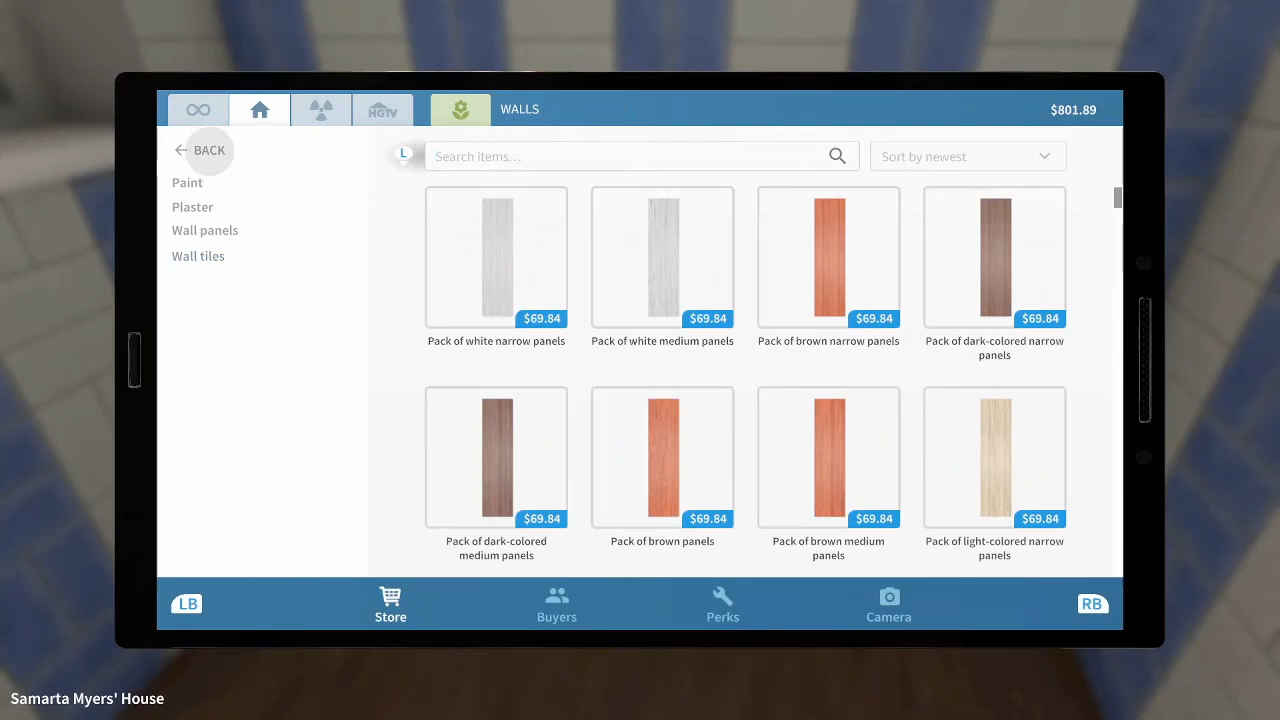 HGTV
WALLS
$801.89
BACK
L
Search items...
Sort by newest
Paint
Plaster
Wall panels
Wall tiles
$69.84
$69.84
$69.84
$69.84
Pack of white narrow panels
Pack of white medium panels
Pack of brown narrow panels
Pack of dark-colored narrow
panels
$69.84
$69.84
$69.84
$69.84
Pack of dark-colored
medium panels
Pack of brown panels
Pack of brown medium
panels
Pack of light-colored narrow
panels
LB
Store
Buyers
Perks
Camera
RB
Samarta Myers' House